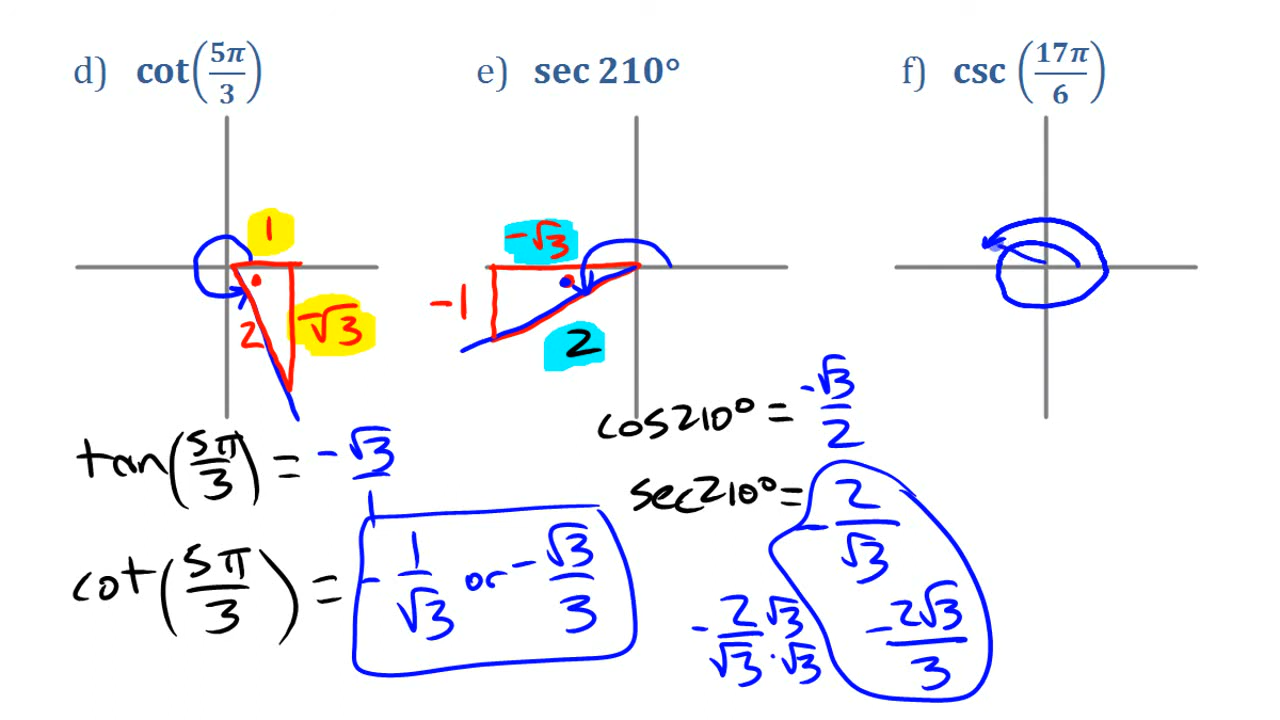 d) cot(5π/3)
1
2
-√3
tan(5π/3) = -√3/1
cot(5π/3) = -1/√3 or -√3/3
e) sec 210°
-√3
-1
2
cos210° = -√3/2
sec210° = -2/√3
-2/√3 · √3/√3
-2√3/3
f) csc (17π/6)